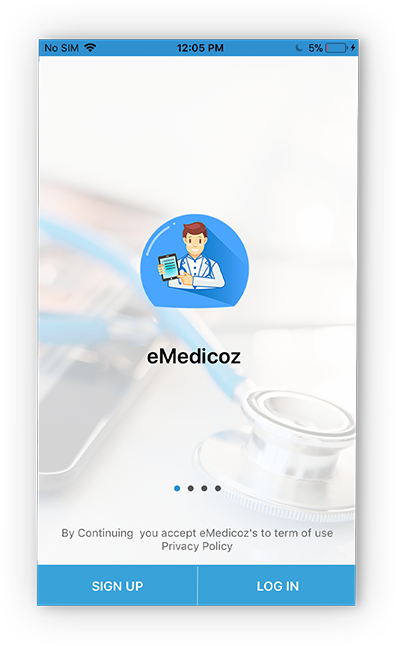 No SIM 12:05 PM 5%
eMedicoz
By Continuing you accept eMedicoz's to term of use
Privacy Policy
SIGN UP LOG IN